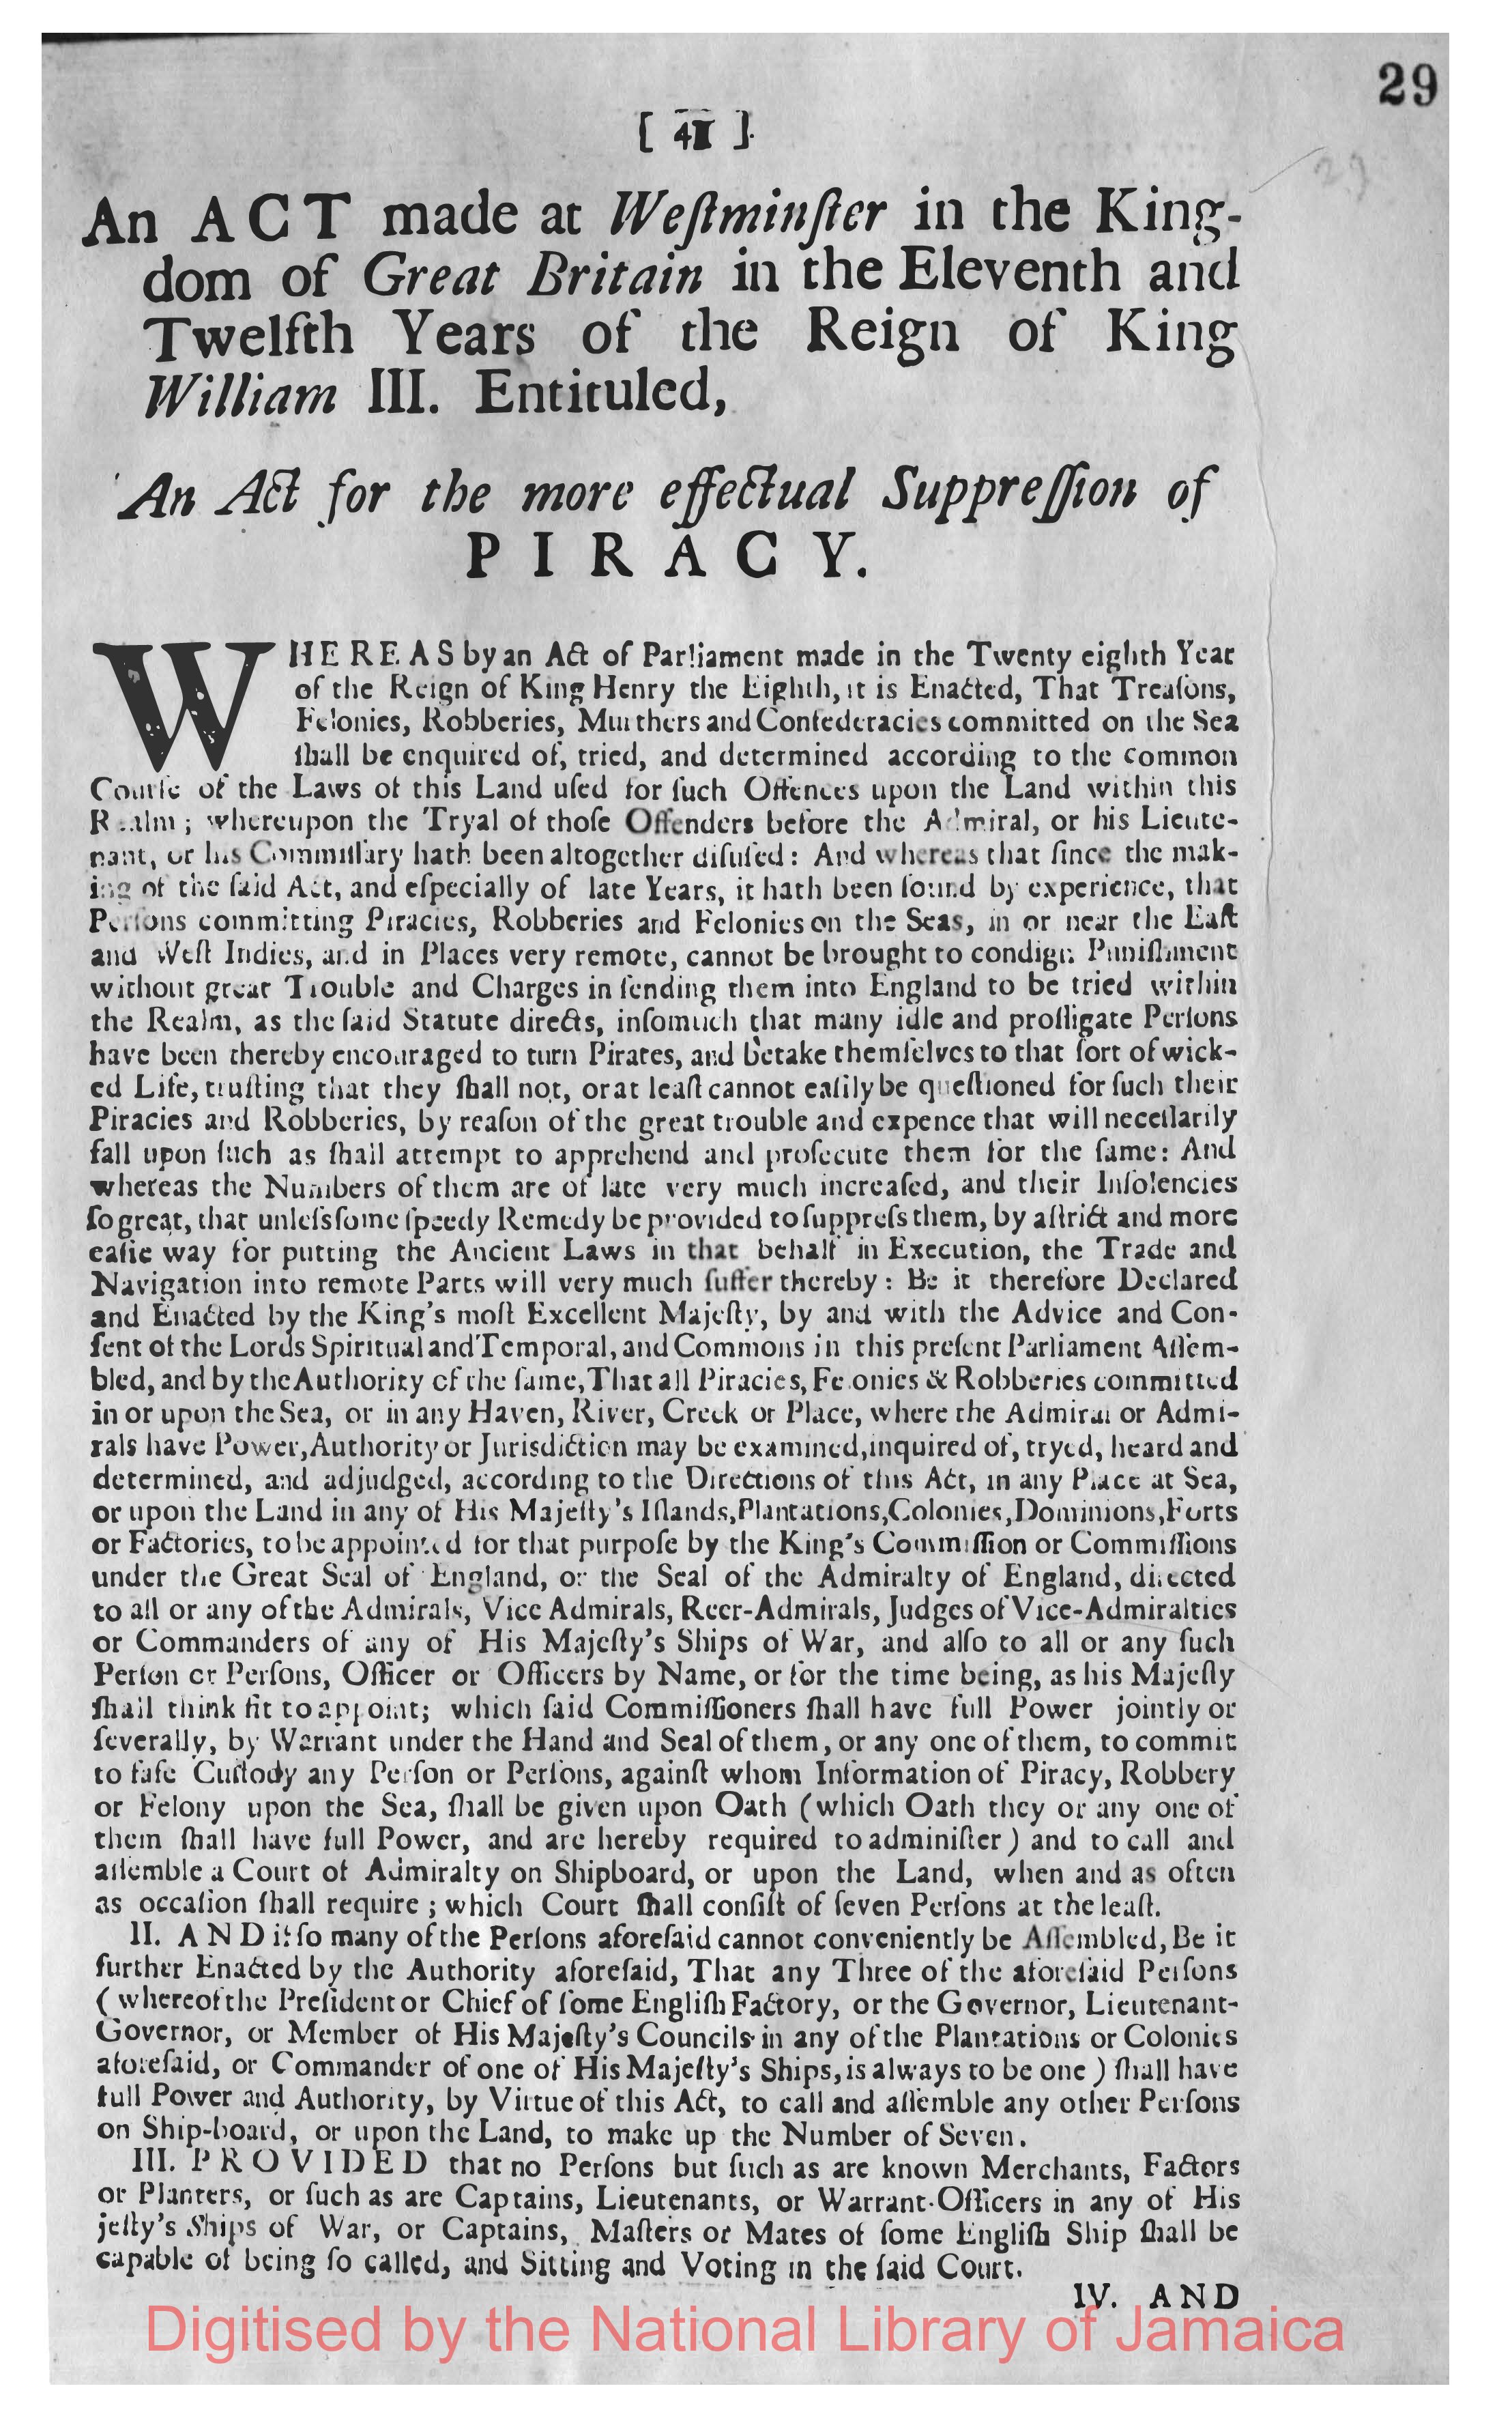 29
[ 41 ].
29
An ACT made at Weſtminſter in the King-
dom of Great Britain in the Eleventh and
Twelfth Years of the Reign of King
William III. Entituled,
An Act for the more effectual Suppreſſion of
PIRACY.
WHEREAS by an Act of Parliament made in the Twenty eighth Year
of the Reign of King Henry the Eighth, it is Enacted, That Treaſons,
Felonies, Robberies, Murthers and Confederacies committed on the Sea
ſhall be enquired of, tried, and determined according to the common
Courſe of the Laws of this Land uſed for ſuch Offences upon the Land within this
Realm; whereupon the Tryal of thoſe Offenders before the Admiral, or his Lieute-
nant, or his Commiſſary hath been altogether diſuſed: And whereas that ſince the mak-
ing of the ſaid Act, and eſpecially of late Years, it hath been found by experience, that
Perſons committing Piracies, Robberies and Felonies on the Seas, in or near the Eaſt
and Weſt Indies, and in Places very remote, cannot be brought to condign Puniſhment
without great Trouble and Charges in ſending them into England to be tried within
the Realm, as the ſaid Statute directs, inſomuch that many idle and profligate Perſons
have been thereby encouraged to turn Pirates, and betake themſelves to that ſort of wick-
ed Life, truſting that they ſhall not, or at leaſt cannot eaſily be queſtioned for ſuch their
Piracies and Robberies, by reaſon of the great trouble and expence that will neceſſarily
fall upon ſuch as ſhall attempt to apprehend and proſecute them for the ſame: And
whereas the Numbers of them are of late very much increaſed, and their Inſolencies
ſo great, that unleſs ſome ſpeedy Remedy be provided to ſuppreſs them, by a ſtrict and more
eaſie way for putting the Ancient Laws in that behalf in Execution, the Trade and
Navigation into remote Parts will very much ſuffer thereby: Be it therefore Declared
and Enacted by the King's moſt Excellent Majeſty, by and with the Advice and Con-
ſent of the Lords Spiritual and Temporal, and Commons in this preſent Parliament Aſſem-
bled, and by the Authority of the ſame, That all Piracies, Felonies & Robberies committed
in or upon the Sea, or in any Haven, River, Creek or Place, where the Admiral or Admi-
rals have Power, Authority or Jurisdiction may be examined, inquired of, tryed, heard and
determined, and adjudged, according to the Directions of this Act, in any Place at Sea,
or upon the Land in any of His Majeſty's Iſlands, Plantations, Colonies, Dominions, Forts
or Factories, to be appointed for that purpoſe by the King's Commiſſion or Commiſſions
under the Great Seal of England, or the Seal of the Admiralty of England, directed
to all or any of the Admirals, Vice Admirals, Reer-Admirals, Judges of Vice-Admiralties
or Commanders of any of His Majeſty's Ships of War, and alſo to all or any ſuch
Perſon or Perſons, Officer or Officers by Name, or for the time being, as his Majeſty
ſhall think fit to appoint; which ſaid Commiſſioners ſhall have full Power jointly or
ſeverally, by Warrant under the Hand and Seal of them, or any one of them, to commit
to ſafe Cuſtody any Perſon or Perſons, againſt whom Information of Piracy, Robbery
or Felony upon the Sea, ſhall be given upon Oath (which Oath they or any one of
them ſhall have full Power, and are hereby required to adminiſter) and to call and
aſſemble a Court of Admiralty on Shipboard, or upon the Land, when and as often
as occaſion ſhall require; which Court ſhall conſiſt of ſeven Perſons at the leaſt.
II. AND if ſo many of the Perſons aforeſaid cannot conveniently be Aſſembled, Be it
further Enacted by the Authority aforeſaid, That any Three of the aforeſaid Perſons
(whereof the Preſident or Chief of ſome Engliſh Factory, or the Governor, Lieutenant-
Governor, or Member of His Majeſty's Councils in any of the Plantations or Colonies
aforeſaid, or Commander of one of His Majeſty's Ships, is always to be one) ſhall have
full Power and Authority, by Virtue of this Act, to call and aſſemble any other Perſons
on Ship-board, or upon the Land, to make up the Number of Seven.
III. PROVIDED that no Perſons but ſuch as are known Merchants, Factors
or Planters, or ſuch as are Captains, Lieutenants, or Warrant-Officers in any of His
jeſty's Ships of War, or Captains, Maſters or Mates of ſome Engliſh Ship ſhall be
capable of being ſo called, and Sitting and Voting in the ſaid Court.
IV. AND
Digitised by the National Library of Jamaica